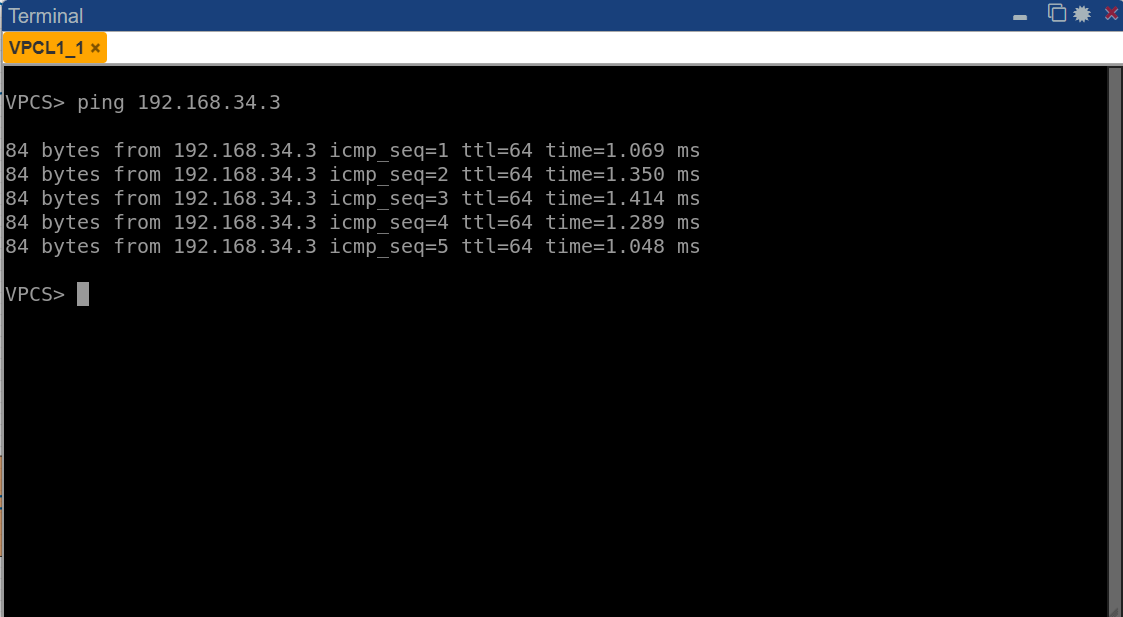 Terminal
VPCL1_1 ×
VPCS> ping 192.168.34.3
84 bytes from 192.168.34.3 icmp_seq=1 ttl=64 time=1.069 ms
84 bytes from 192.168.34.3 icmp_seq=2 ttl=64 time=1.350 ms
84 bytes from 192.168.34.3 icmp_seq=3 ttl=64 time=1.414 ms
84 bytes from 192.168.34.3 icmp_seq=4 ttl=64 time=1.289 ms
84 bytes from 192.168.34.3 icmp_seq=5 ttl=64 time=1.048 ms
VPCS>